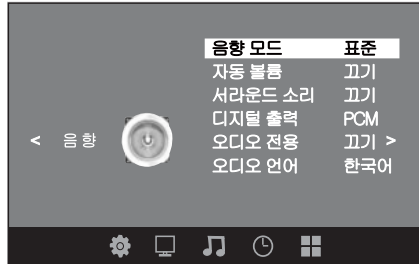 음향 모드 표준
자동 볼륨 끄기
서라운드 소리 끄기
디지털 출력 PCM
< 음향 오디오 전용 끄기 >
오디오 언어 한국어